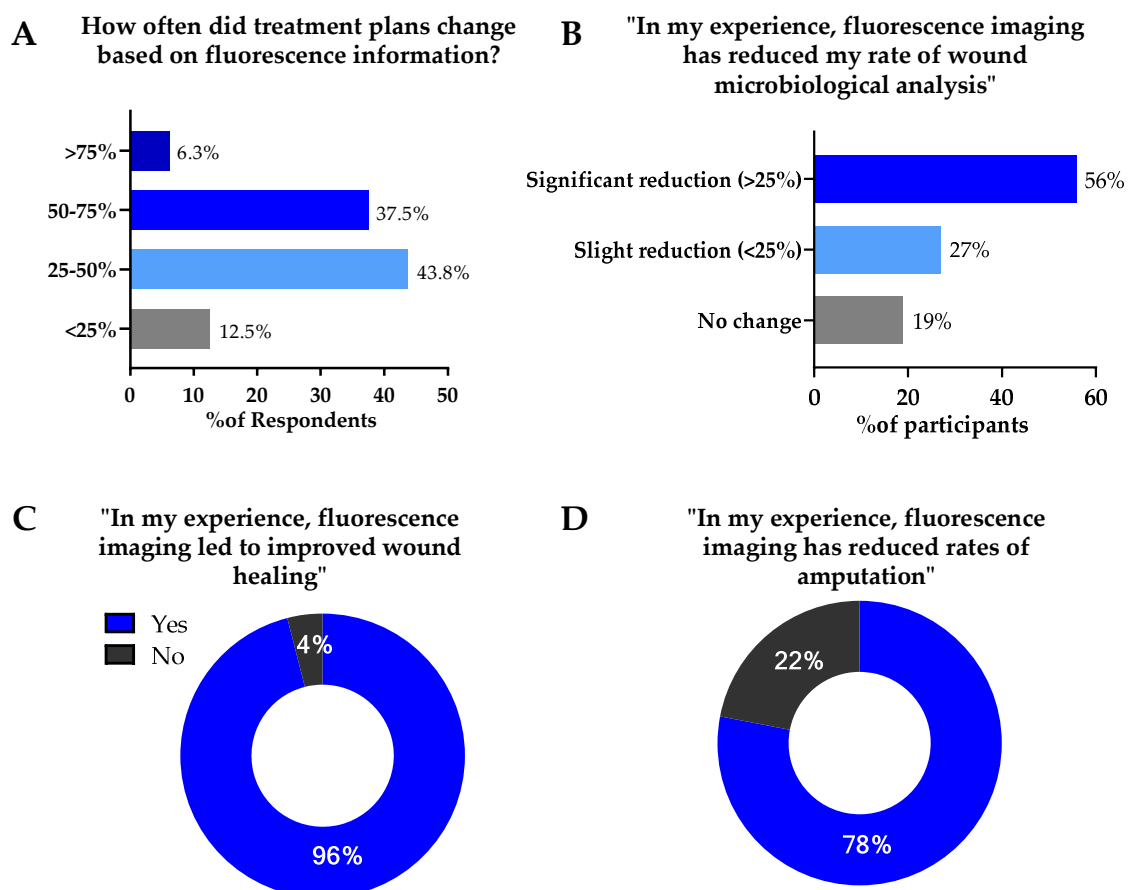 A
How often did treatment plans change
based on fluorescence information?
>75%
6.3%
50-75%
37.5%
25-50%
43.8%
<25%
12.5%
0 10 20 30 40 50
%of Respondents
B
"In my experience, fluorescence imaging
has reduced my rate of wound
microbiological analysis"
Significant reduction (>25%)
56%
Slight reduction (<25%)
27%
No change
19%
0 20 40 60
%of participants
C
"In my experience, fluorescence
imaging led to improved wound
healing"
Yes
No
4%
96%
D
"In my experience, fluorescence
imaging has reduced rates of
amputation"
22%
78%